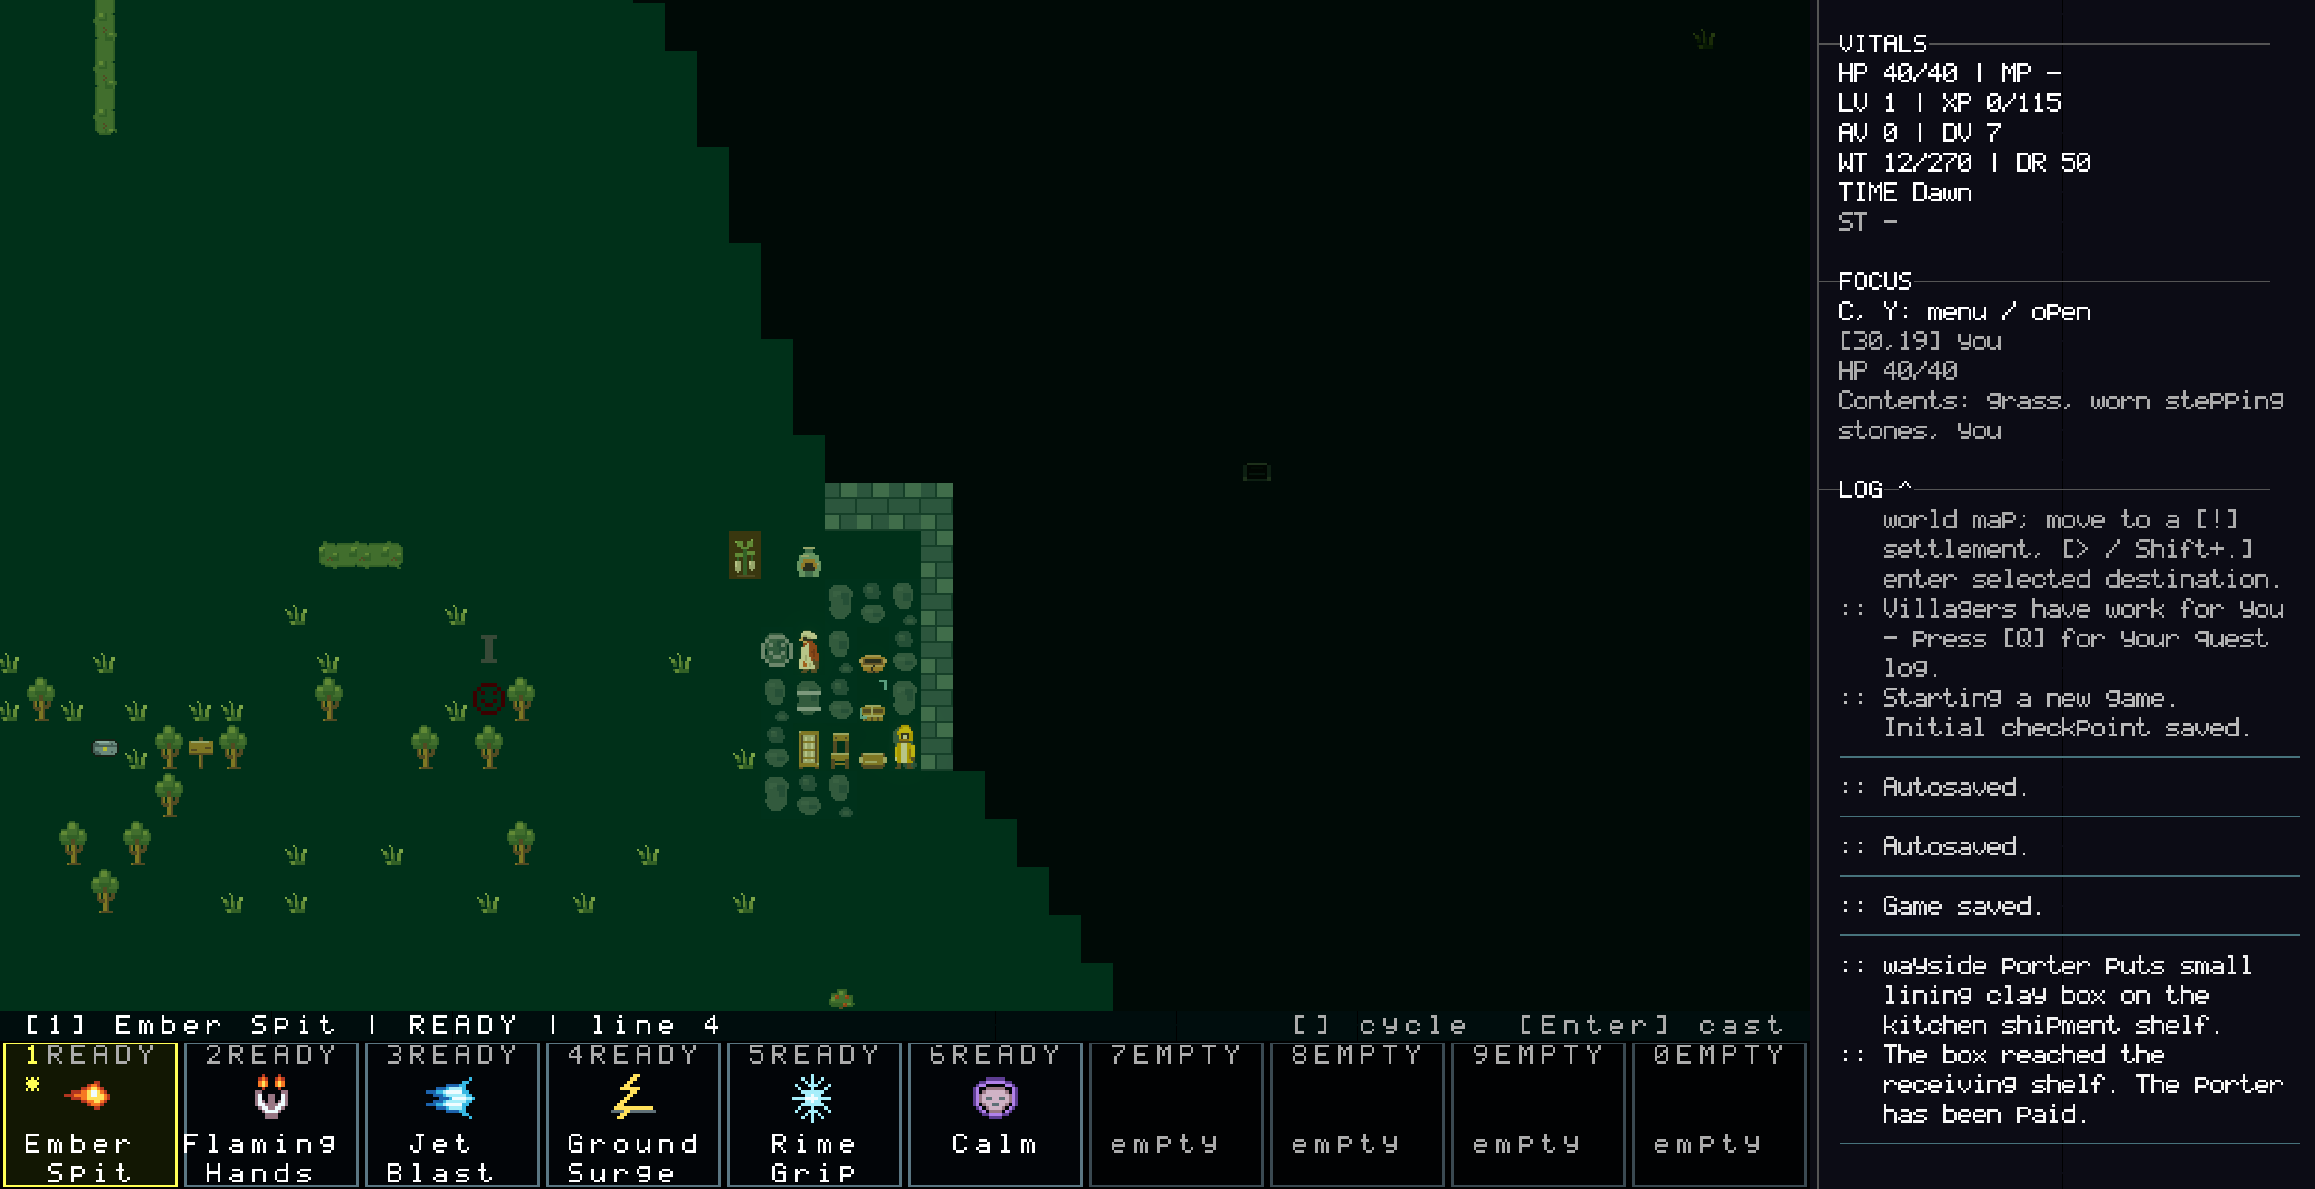 VITALS
HP 40/40 | MP -
LV 1 | XP 0/115
AV 0 | DV 7
WT 12/270 | DR 50
TIME Dawn
ST -
FOCUS
C, Y: menu / open
[30,19] you
HP 40/40
Contents: grass, worn stepping
stones, you
LOG ^
world map; move to a [!]
settlement, [> / Shift+.]
enter selected destination.
:: Villagers have work for you
- press [Q] for your quest
log.
:: Starting a new game.
Initial checkpoint saved.
:: Autosaved.
:: Autosaved.
:: Game saved.
:: wayside porter puts small
lining clay box on the
kitchen shipment shelf.
:: The box reached the
receiving shelf. The porter
has been paid.
[1] Ember Spit | READY | line 4
[] cycle [Enter] cast
1READY 2READY 3READY 4READY 5READY 6READY 7EMPTY 8EMPTY 9EMPTY 0EMPTY
Ember Spit
Flaming Hands
Jet Blast
Ground Surge
Rime Grip
Calm
empty
empty
empty
empty